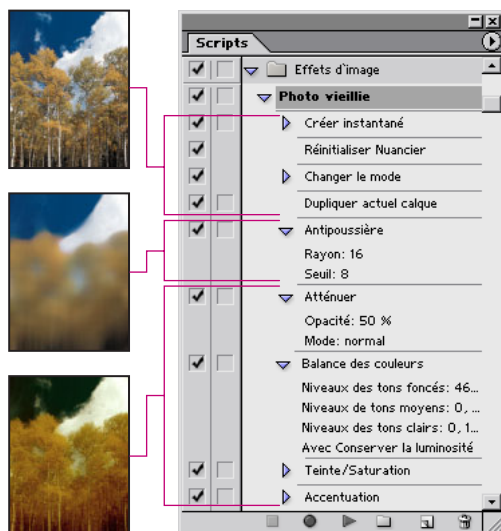 Scripts
Effets d'image
Photo vieillie
Créer instantané
Réinitialiser Nuancier
Changer le mode
Dupliquer actuel calque
Antipoussière
Rayon: 16
Seuil: 8
Atténuer
Opacité: 50 %
Mode: normal
Balance des couleurs
Niveaux des tons foncés: 46...
Niveaux de tons moyens: 0, ...
Niveaux des tons clairs: 0, 1...
Avec Conserver la luminosité
Teinte/Saturation
Accentuation